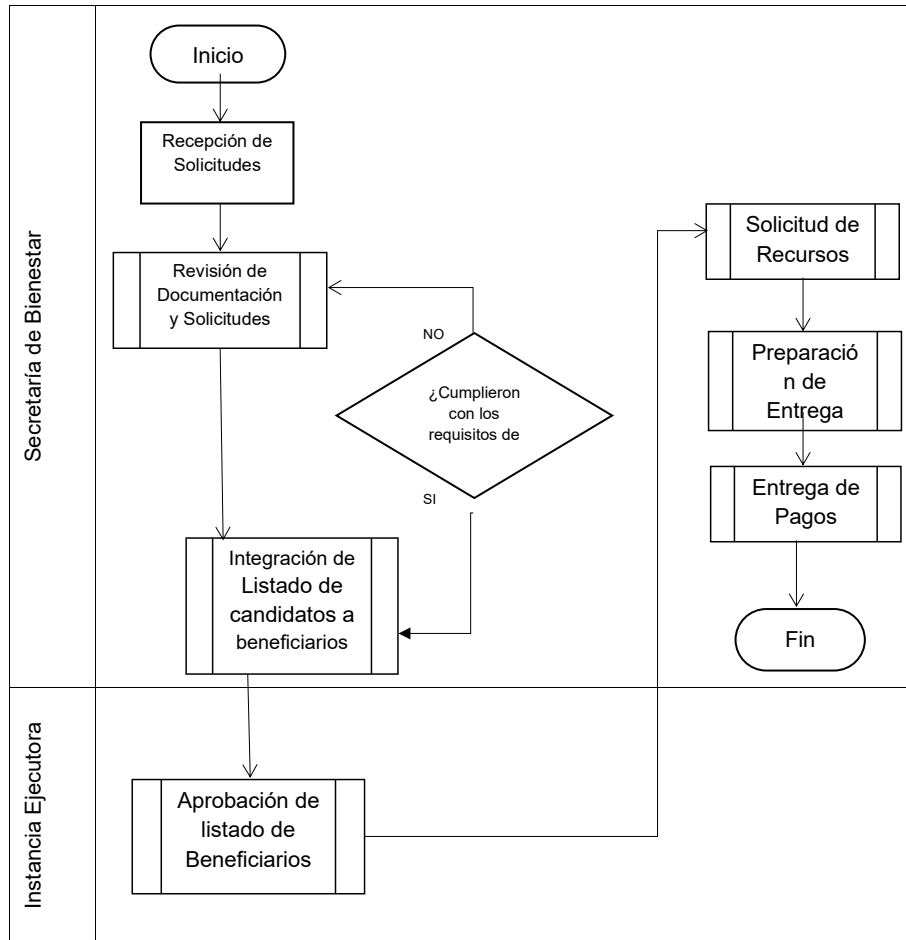 Secretaría de Bienestar
Inicio
Recepción de
Solicitudes
Revisión de
Documentación
y Solicitudes
NO
¿Cumplieron
con los
requisitos de
SI
Integración de
Listado de
candidatos a
beneficiarios
Solicitud de
Recursos
Preparació
n de
Entrega
Entrega de
Pagos
Fin
Instancia Ejecutora
Aprobación de
listado de
Beneficiarios